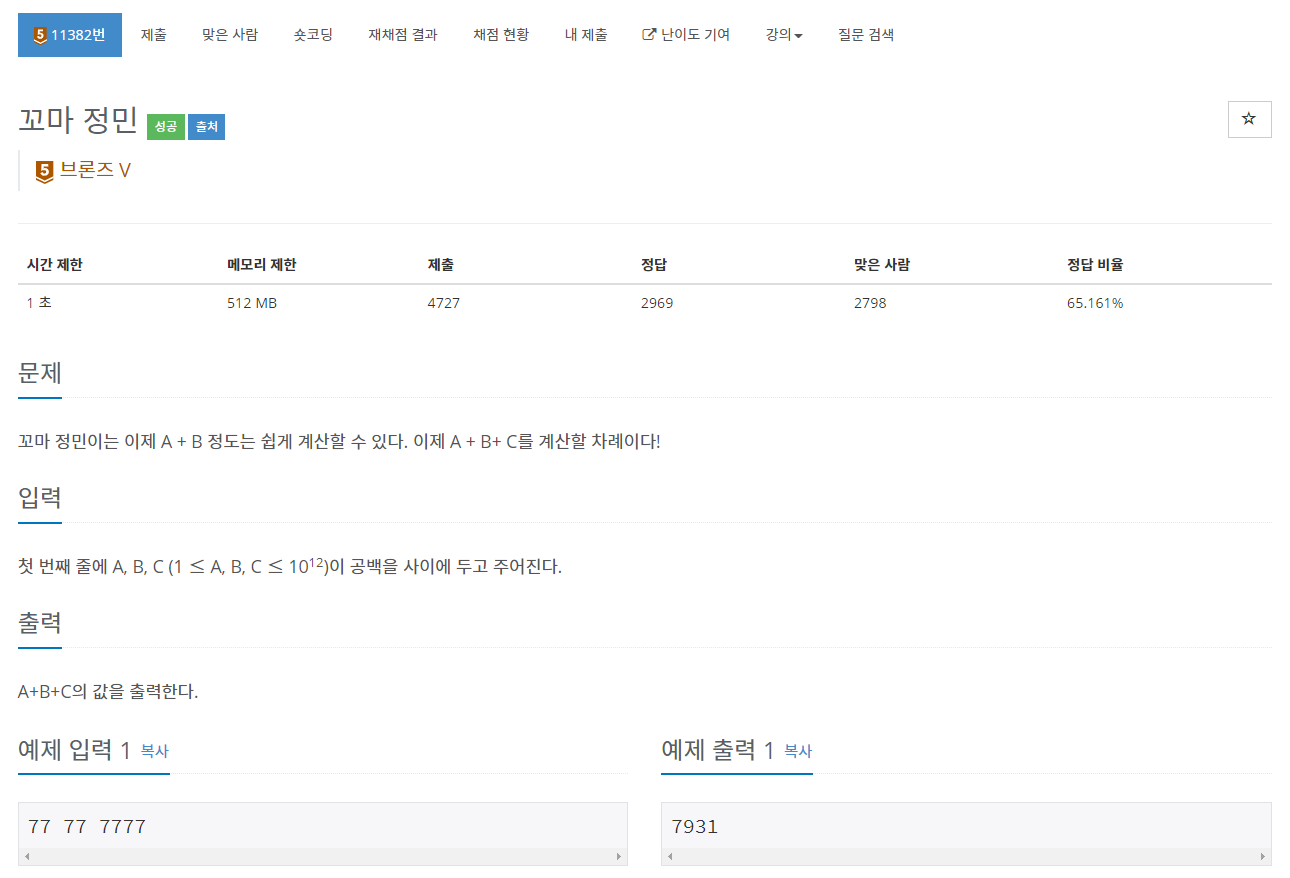 5 11382번 제출 맞은 사람 숏코딩 재채점 결과 채점 현황 내 제출 난이도 기여 강의 질문 검색
꼬마 정민 성공 출처
5 브론즈 V
시간 제한 메모리 제한 제출 정답 맞은 사람 정답 비율
1 초 512 MB 4727 2969 2798 65.161%
문제
꼬마 정민이는 이제 A + B 정도는 쉽게 계산할 수 있다. 이제 A + B+ C를 계산할 차례이다!
입력
첫 번째 줄에 A, B, C (1 ≤ A, B, C ≤ 10¹²)이 공백을 사이에 두고 주어진다.
출력
A+B+C의 값을 출력한다.
예제 입력 1 복사 예제 출력 1 복사
77 77 7777 7931